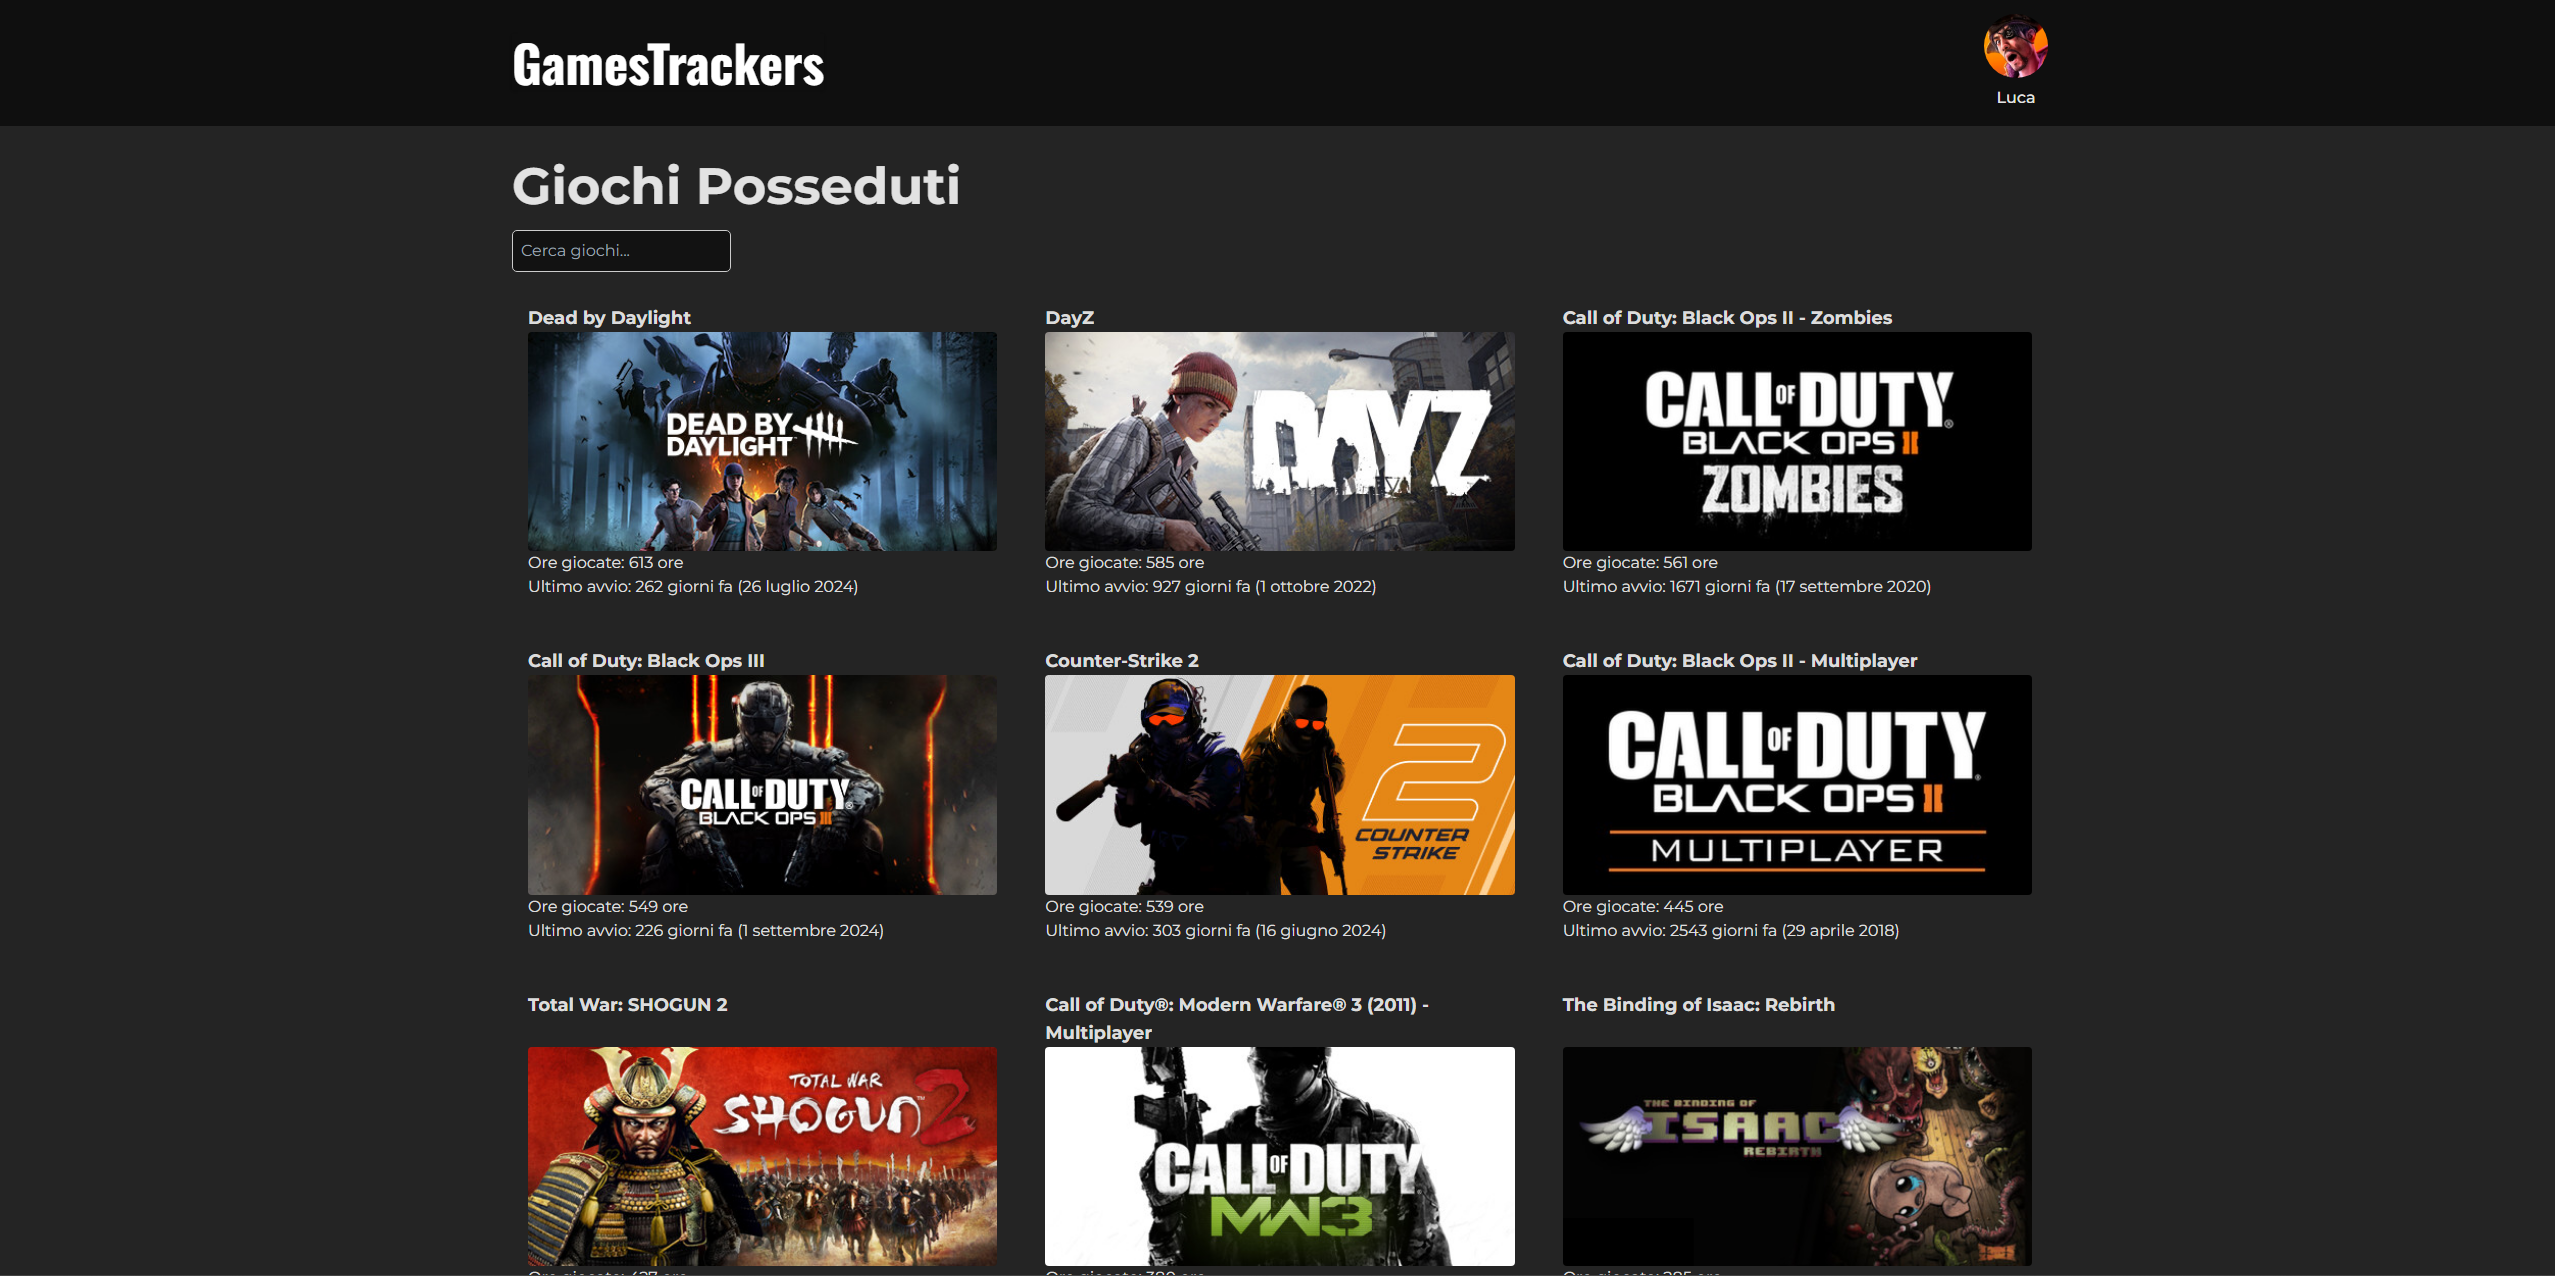 GamesTrackers
Luca
Giochi Posseduti
Cerca giochi...
Dead by Daylight
DEAD BY
DAYLIGHT
Ore giocate: 613 ore
Ultimo avvio: 262 giorni fa (26 luglio 2024)
DayZ
DAYZ
Ore giocate: 585 ore
Ultimo avvio: 927 giorni fa (1 ottobre 2022)
Call of Duty: Black Ops II - Zombies
CALL OF DUTY®
BLACK OPS II
ZOMBIES
Ore giocate: 561 ore
Ultimo avvio: 1671 giorni fa (17 settembre 2020)
Call of Duty: Black Ops III
CALL OF DUTY®
BLACK OPS III
Ore giocate: 549 ore
Ultimo avvio: 226 giorni fa (1 settembre 2024)
Counter-Strike 2
2
COUNTER
STRIKE
Ore giocate: 539 ore
Ultimo avvio: 303 giorni fa (16 giugno 2024)
Call of Duty: Black Ops II - Multiplayer
CALL OF DUTY®
BLACK OPS II
MULTIPLAYER
Ore giocate: 445 ore
Ultimo avvio: 2543 giorni fa (29 aprile 2018)
Total War: SHOGUN 2
TOTAL WAR
SHOGUN™ 2
Call of Duty®: Modern Warfare® 3 (2011) -
Multiplayer
CALL OF DUTY
MW3
The Binding of Isaac: Rebirth
THE BINDING OF
ISAAC
REBIRTH